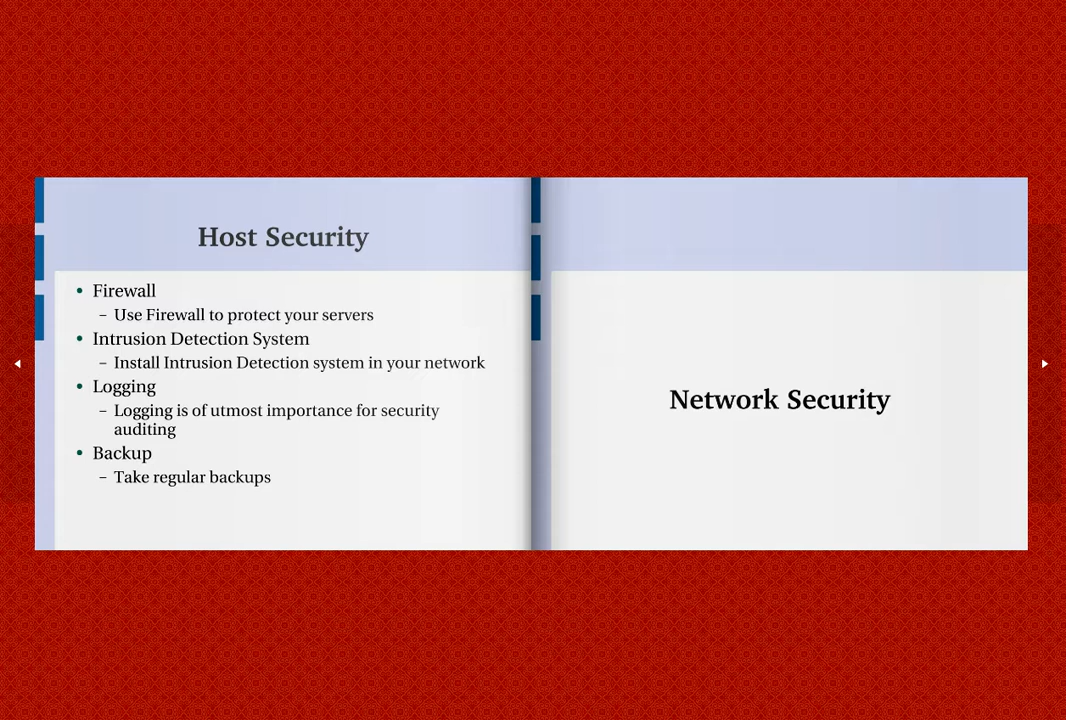 Host Security
• Firewall
– Use Firewall to protect your servers
• Intrusion Detection System
– Install Intrusion Detection system in your network
• Logging
– Logging is of utmost importance for security
auditing
• Backup
– Take regular backups
Network Security